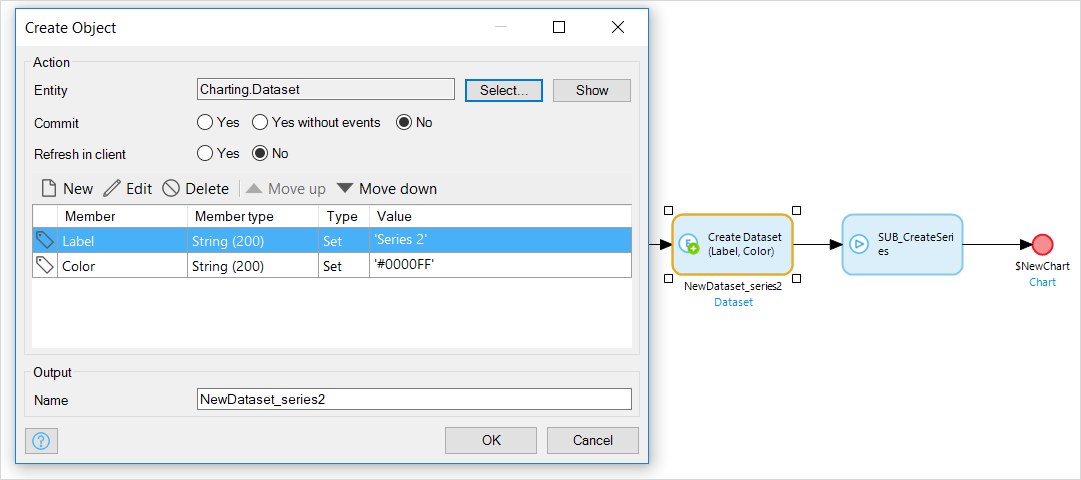 Create Object
Action
Entity
Charting.Dataset
Select...
Show
Commit
Yes
Yes without events
No
Refresh in client
Yes
No
New
Edit
Delete
Move up
Move down
Member
Member type
Type
Value
Label
String (200)
Set
'Series 2'
Color
String (200)
Set
'#0000FF'
Output
Name
NewDataset_series2
?
OK
Cancel
Create Dataset
(Label, Color)
NewDataset_series2
Dataset
SUB_CreateSeri
es
$NewChart
Chart